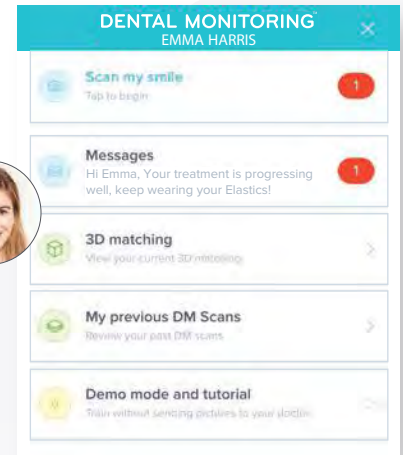 DENTAL MONITORING™
EMMA HARRIS
Scan my smile
1
Tap to begin
Messages
1
Hi Emma, Your treatment is progressing
well, keep wearing your Elastics!
3D matching
View your current 3D matching
My previous DM Scans
Review your past DM scans
Demo mode and tutorial
Train without sending pictures to your doctor